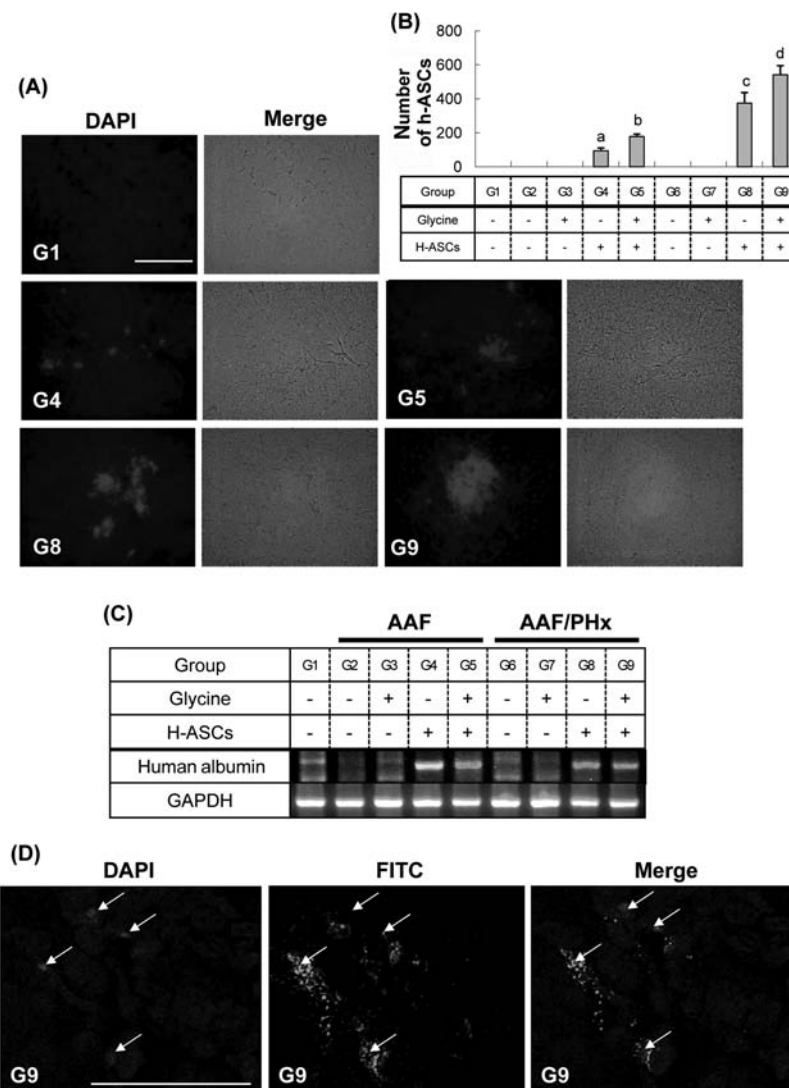 (A)
DAPI Merge
G1
G4
G5
G8
G9
(B)
Number of h-ASCs
800
600
400
200
0
a b c d
Group G1 G2 G3 G4 G5 G6 G7 G8 G9
Glycine - - + - + - + - +
H-ASCs - - - + + - - + +
(C)
AAF AAF/PHx
Group G1 G2 G3 G4 G5 G6 G7 G8 G9
Glycine - - + - + - + - +
H-ASCs - - - + + - - + +
Human albumin
GAPDH
(D)
DAPI FITC Merge
G9 G9 G9